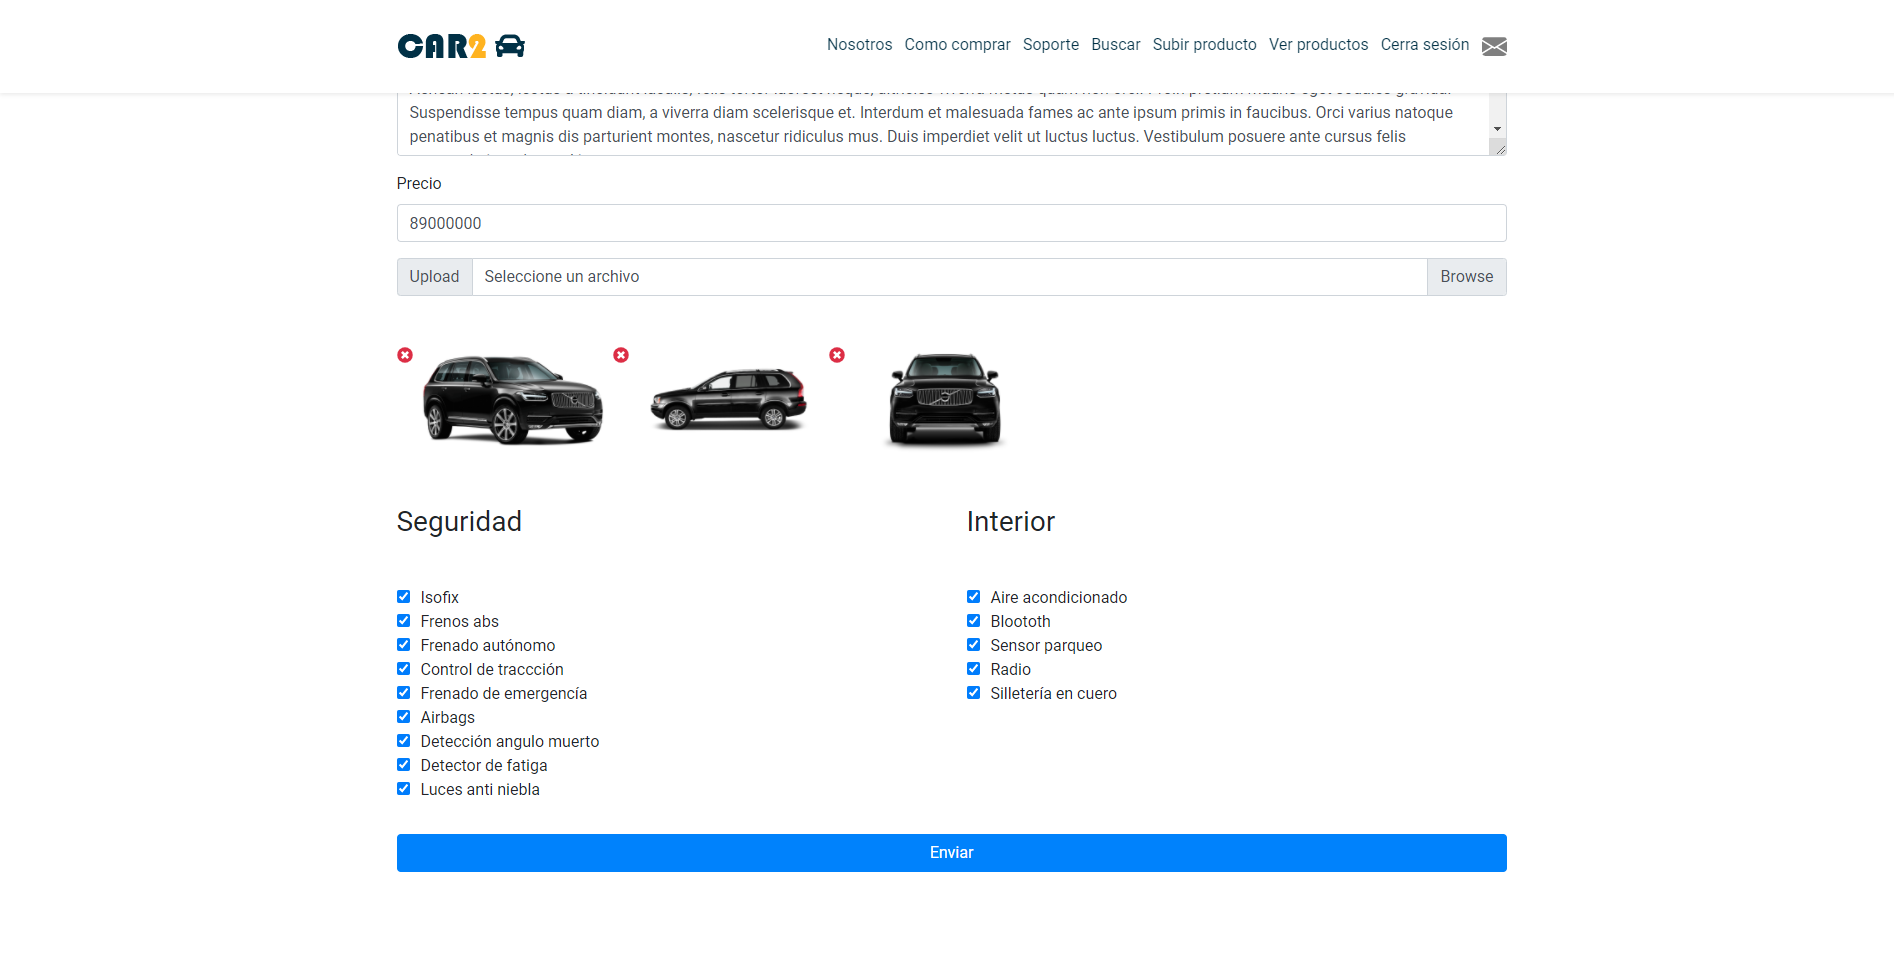 CAR2
Nosotros Como comprar Soporte Buscar Subir producto Ver productos Cerra sesión
Suspendisse tempus quam diam, a viverra diam scelerisque et. Interdum et malesuada fames ac ante ipsum primis in faucibus. Orci varius natoque
penatibus et magnis dis parturient montes, nascetur ridiculus mus. Duis imperdiet velit ut luctus luctus. Vestibulum posuere ante cursus felis
Precio
89000000
Upload Seleccione un archivo Browse
Seguridad
Isofix
Frenos abs
Frenado autónomo
Control de traccción
Frenado de emergencía
Airbags
Detección angulo muerto
Detector de fatiga
Luces anti niebla
Interior
Aire acondicionado
Bloototh
Sensor parqueo
Radio
Silletería en cuero
Enviar